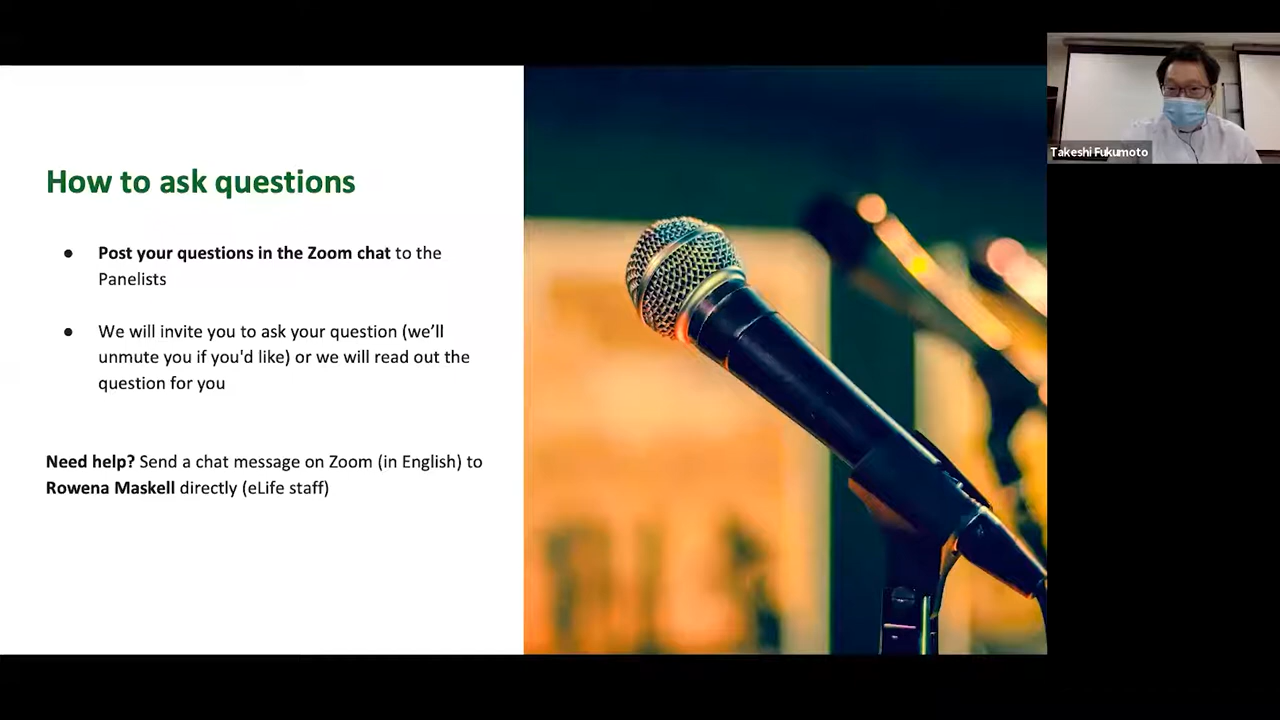 How to ask questions
● Post your questions in the Zoom chat to the
Panelists
● We will invite you to ask your question (we’ll
unmute you if you'd like) or we will read out the
question for you
Need help? Send a chat message on Zoom (in English) to
Rowena Maskell directly (eLife staff)
Takeshi Fukumoto